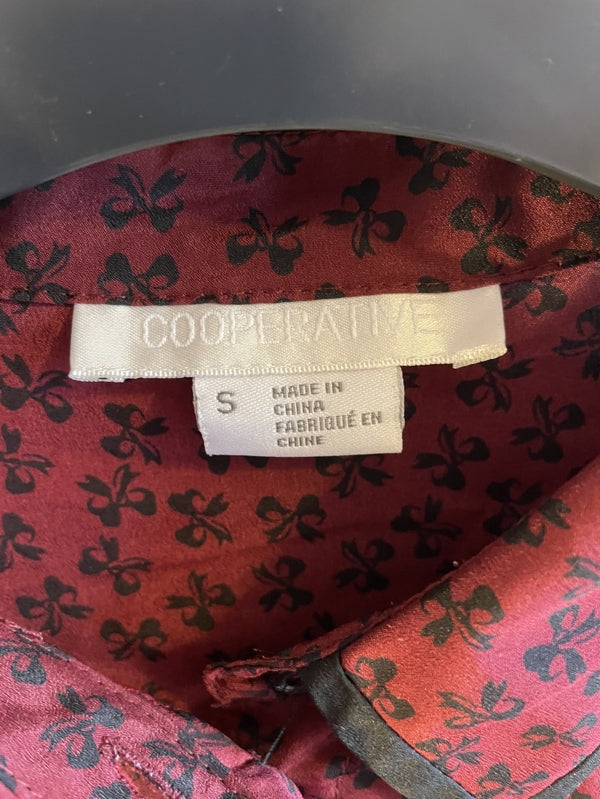 COOPERATIVE
S
MADE IN
CHINA
FABRIQUÉ EN
CHINE